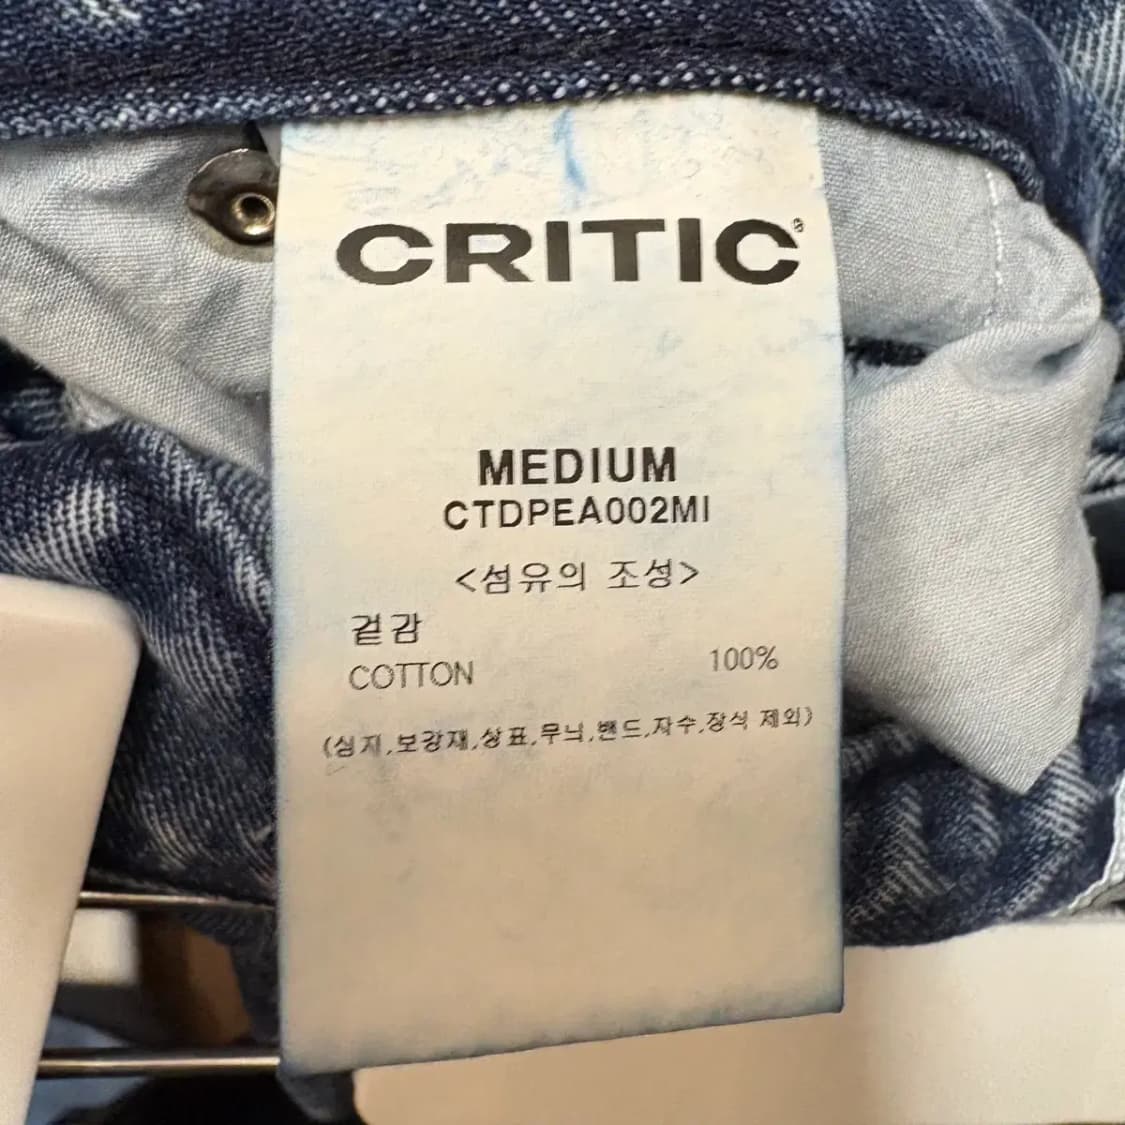 CRITIC®
MEDIUM
CTDPEA002MI
<섬유의 조성>
겉감
COTTON 100%
(심지,보강재,상표,무늬,밴드,자수,장식 제외)